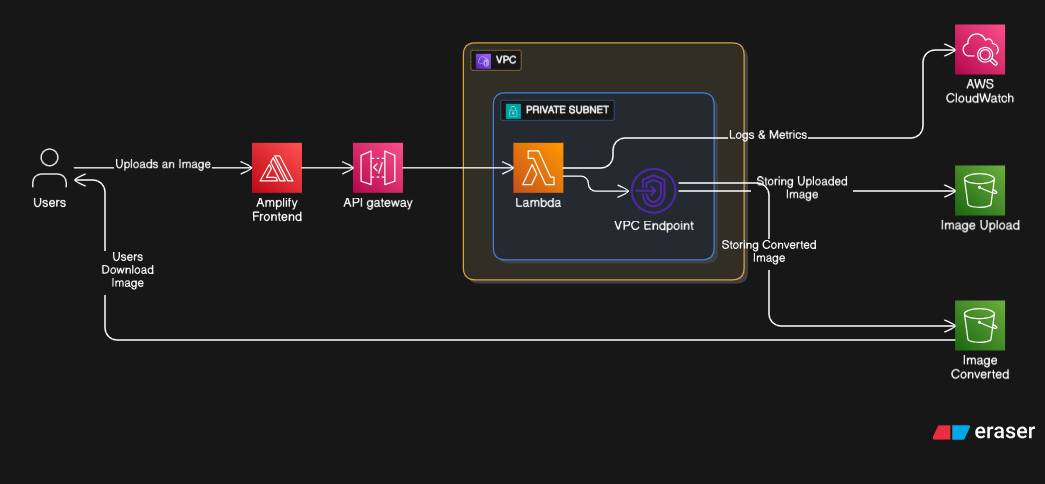 AWS
CloudWatch
VPC
PRIVATE SUBNET
Logs & Metrics
Uploads an Image
Users
Amplify
Frontend
API gateway
Lambda
VPC Endpoint
Storing Uploaded
Image
Image Upload
Storing Converted
Image
Users
Download
Image
Image
Converted
eraser